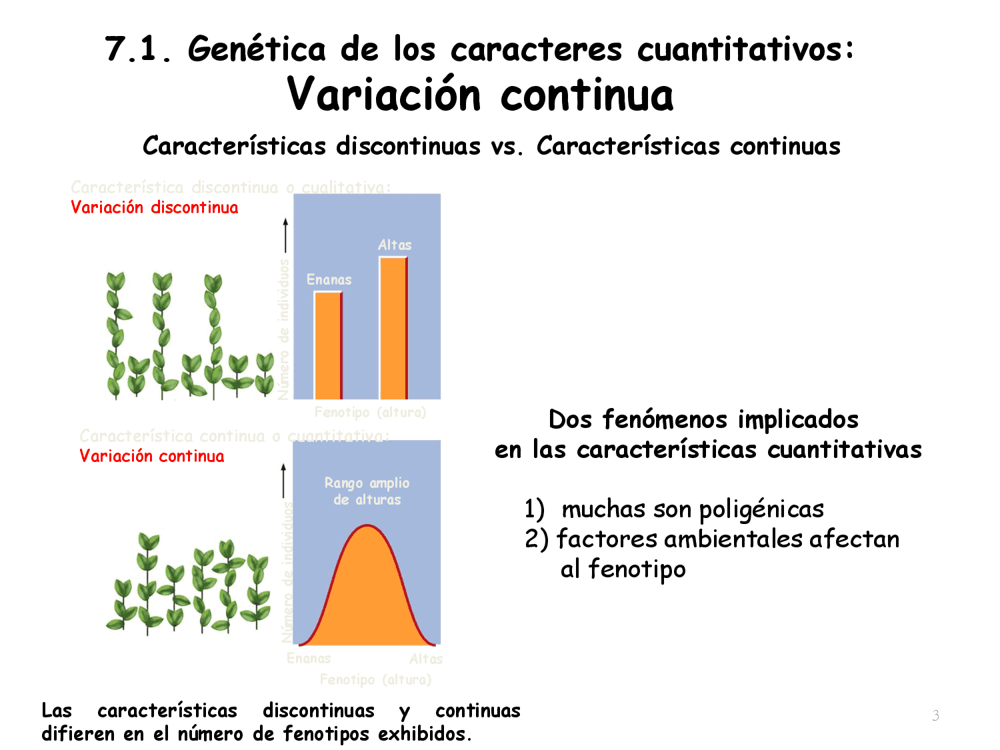 7.1. Genética de los caracteres cuantitativos:
Variación continua
Características discontinuas vs. Características continuas
Característica discontinua o cualitativa:
Variación discontinua
Número de individuos
Enanas
Altas
Fenotipo (altura)
Característica continua o cuantitativa:
Variación continua
Número de individuos
Rango amplio
de alturas
Enanas
Altas
Fenotipo (altura)
Dos fenómenos implicados
en las características cuantitativas
1) muchas son poligénicas
2) factores ambientales afectan
al fenotipo
Las características discontinuas y continuas
difieren en el número de fenotipos exhibidos.
3